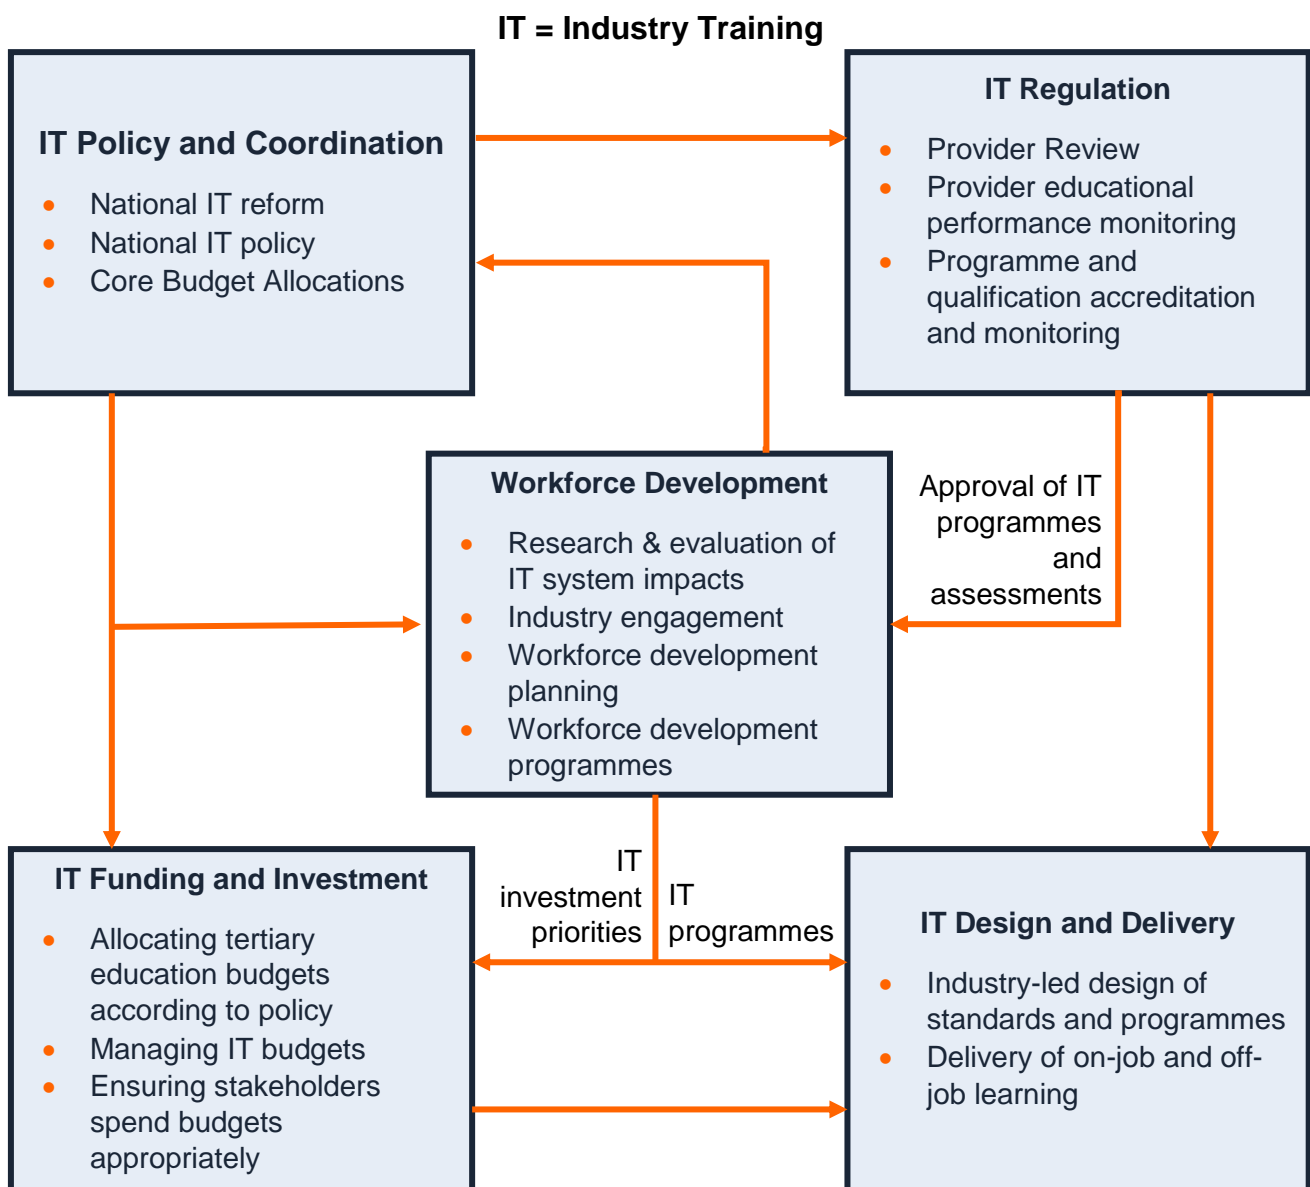 IT = Industry Training
IT Policy and Coordination
• National IT reform
• National IT policy
• Core Budget Allocations
IT Regulation
• Provider Review
• Provider educational
performance monitoring
• Programme and
qualification accreditation
and monitoring
Workforce Development
• Research & evaluation of
IT system impacts
• Industry engagement
• Workforce development
planning
• Workforce development
programmes
Approval of IT
programmes
and
assessments
IT
investment
priorities
IT
programmes
IT Funding and Investment
• Allocating tertiary
education budgets
according to policy
• Managing IT budgets
• Ensuring stakeholders
spend budgets
appropriately
IT Design and Delivery
• Industry-led design of
standards and programmes
• Delivery of on-job and off-
job learning